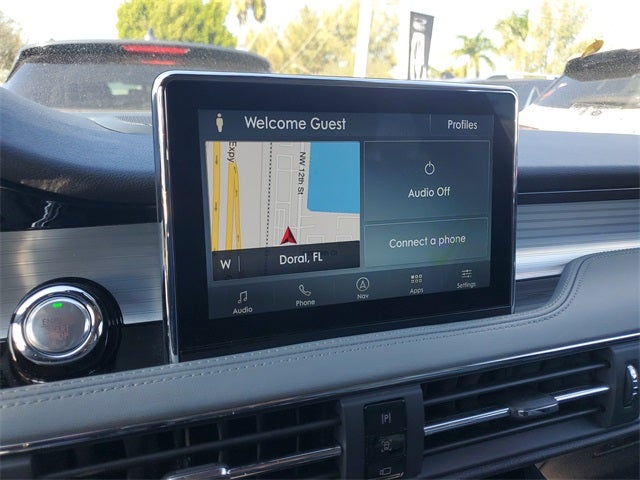 Welcome Guest
Profiles
Expy
NW 12th St
Audio Off
W
Doral, FL
Connect a phone
Audio
Phone
A
Nav
Apps
Settings
P